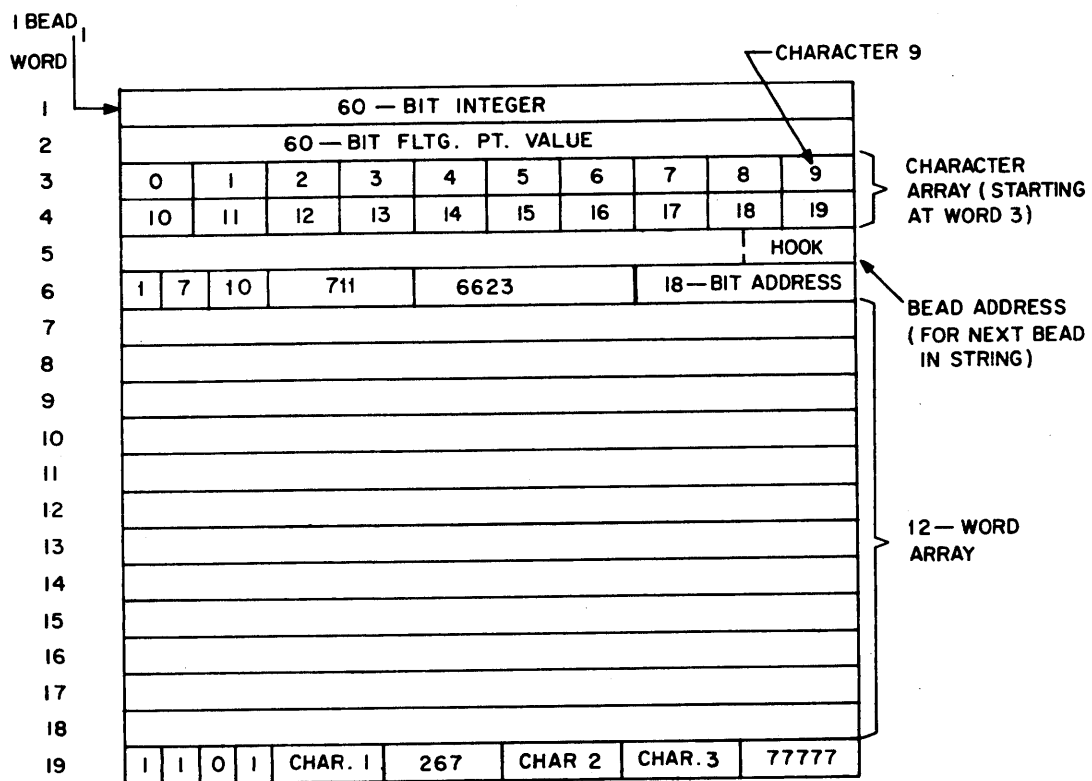 1 BEAD
WORD
CHARACTER 9
1 60 — BIT INTEGER
2 60 — BIT FLTG. PT. VALUE
3 0 1 2 3 4 5 6 7 8 9
4 10 11 12 13 14 15 16 17 18 19
CHARACTER
ARRAY (STARTING
AT WORD 3)
5 HOOK
6 1 7 10 711 6623 18—BIT ADDRESS
BEAD ADDRESS
(FOR NEXT BEAD
IN STRING)
7
8
9
10
11
12
13
14
15
16
17
18
12—WORD
ARRAY
19 1 1 0 1 CHAR. 1 267 CHAR 2 CHAR. 3 77777